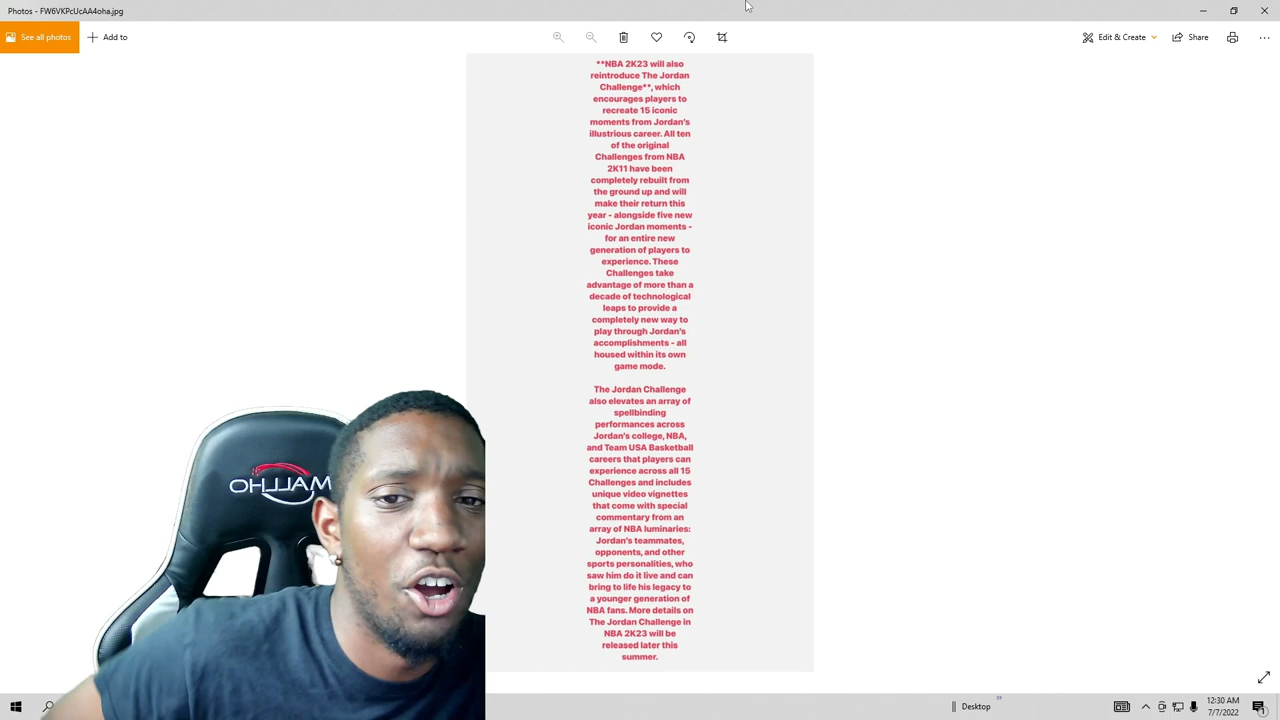 Photos - FW6VKPcUcAA4oha.jpg
See all photos
Add to
Edit & Create
Share
**NBA 2K23 will also
reintroduce The Jordan
Challenge**, which
encourages players to
recreate 15 iconic
moments from Jordan's
illustrious career. All ten
of the original
Challenges from NBA
2K11 have been
completely rebuilt from
the ground up and will
make their return this
year - alongside five new
iconic Jordan moments -
for an entire new
generation of players to
experience. These
Challenges take
advantage of more than a
decade of technological
leaps to provide a
completely new way to
play through Jordan's
accomplishments - all
housed within its own
game mode.
The Jordan Challenge
also elevates an array of
spellbinding
performances across
Jordan's college, NBA,
and Team USA Basketball
careers that players can
experience across all 15
Challenges and includes
unique video vignettes
that come with special
commentary from an
array of NBA luminaries:
Jordan's teammates,
opponents, and other
sports personalities, who
saw him do it live and can
bring to life his legacy to
a younger generation of
NBA fans. More details on
The Jordan Challenge in
NBA 2K23 will be
released later this
summer.
Desktop
12:30 AM
7/7/2022